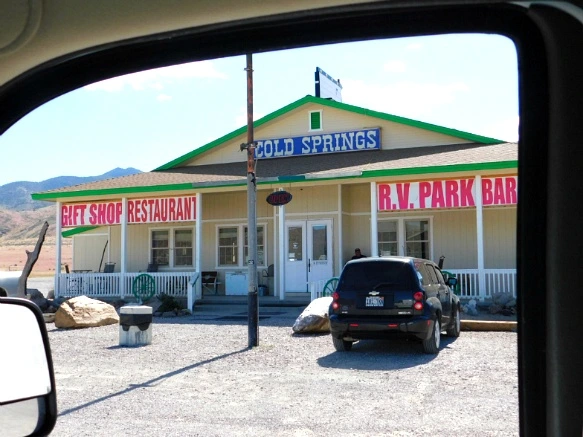 COLD SPRINGS
GIFT SHOP RESTAURANT
R.V. PARK BAR